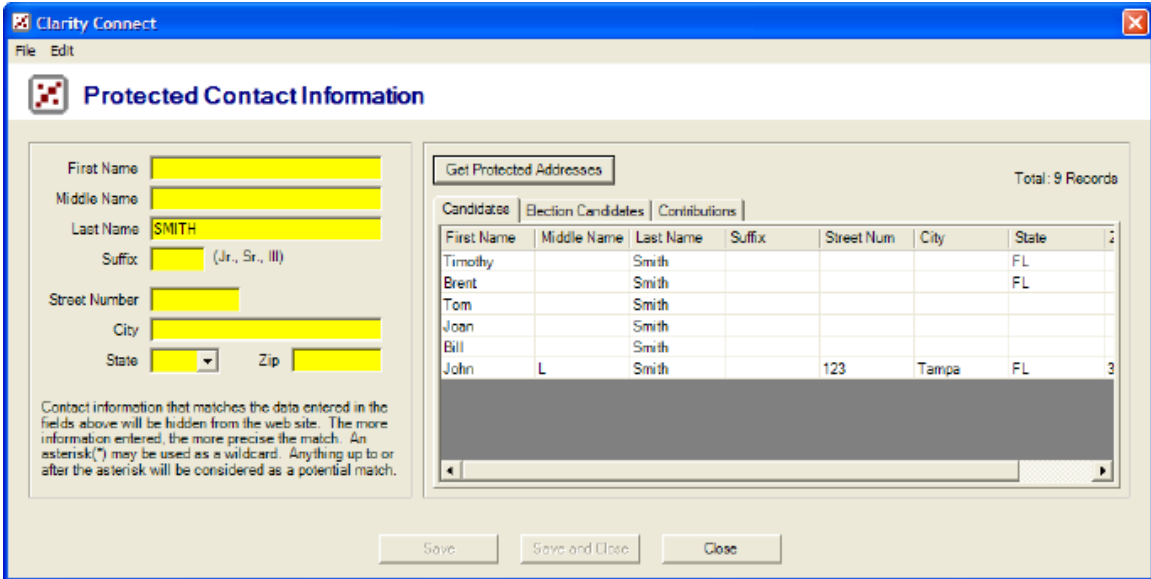 Clarity Connect
File Edit
Protected Contact Information
First Name
Middle Name
Last Name SMITH
Suffix (Jr., Sr., III)
Street Number
City
State Zip
Contact information that matches the data entered in the
fields above will be hidden from the web site. The more
information entered, the more precise the match. An
asterisk(*) may be used as a wildcard. Anything up to or
after the asterisk will be considered as a potential match.
Get Protected Addresses
Total: 9 Records
Candidates Election Candidates Contributions
First Name Middle Name Last Name Suffix Street Num City State
Timothy Smith FL
Brent Smith FL
Tom Smith
Joan Smith
Bill Smith
John L Smith 123 Tampa FL 3
Save Save and Close Close